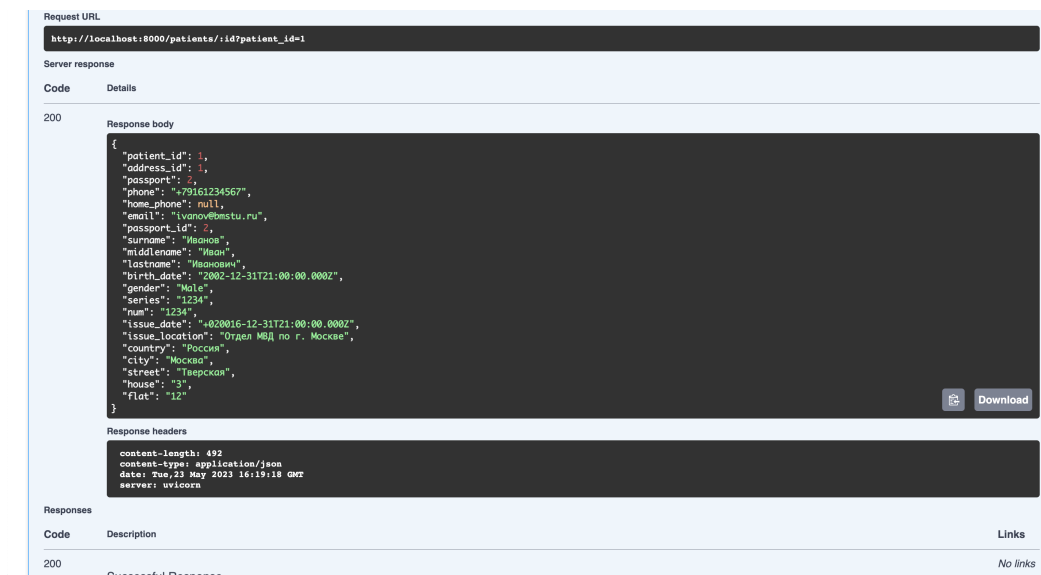 Request URL
http://localhost:8000/patients/:id?patient_id=1
Server response
Code Details
200
Response body
{
"patient_id": 1,
"address_id": 1,
"passport": 2,
"phone": "+79161234567",
"home_phone": null,
"email": "ivanov@bmstu.ru",
"passport_id": 2,
"surname": "Иванов",
"middlename": "Иван",
"lastname": "Иванович",
"birth_date": "2002-12-31T21:00:00.000Z",
"gender": "Male",
"series": "1234",
"num": "1234",
"issue_date": "+020016-12-31T21:00:00.000Z",
"issue_location": "Отдел МВД по г. Москве",
"country": "Россия",
"city": "Москва",
"street": "Тверская",
"house": "3",
"flat": "12"
}
Download
Response headers
content-length: 492
content-type: application/json
date: Tue,23 May 2023 16:19:18 GMT
server: uvicorn
Responses
Code Description Links
200 No links
Successful Response